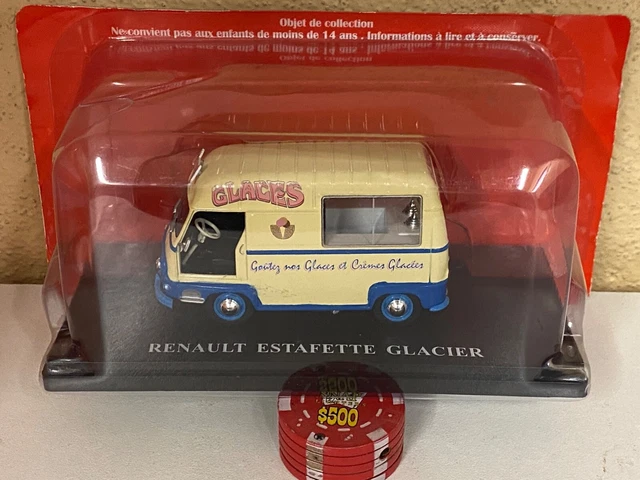 Objet de collection
Ne convient pas aux enfants de moins de 14 ans . Informations à lire et à conserver.
GLACES
Goûtez nos Glaces et Crèmes Glacées
RENAULT ESTAFETTE GLACIER
$500